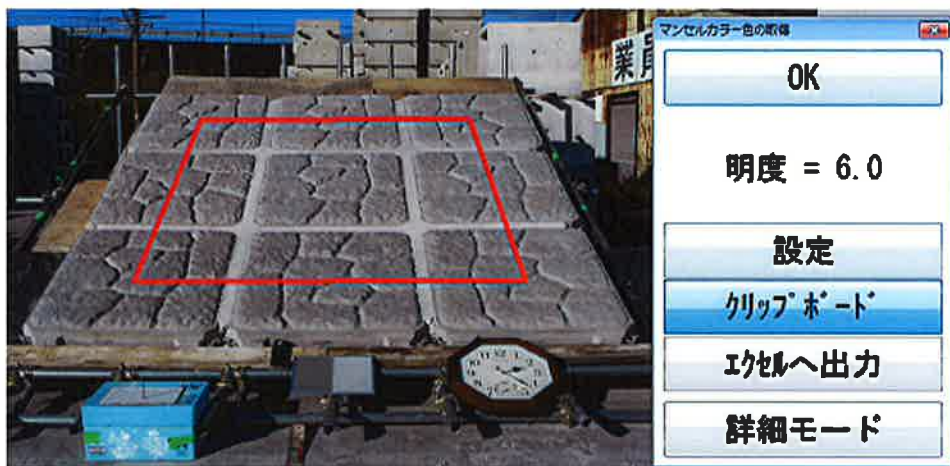 マンセルカラー色の取得
業員
OK
明度 = 6.0
設定
クリップボード
エクセルへ出力
詳細モード